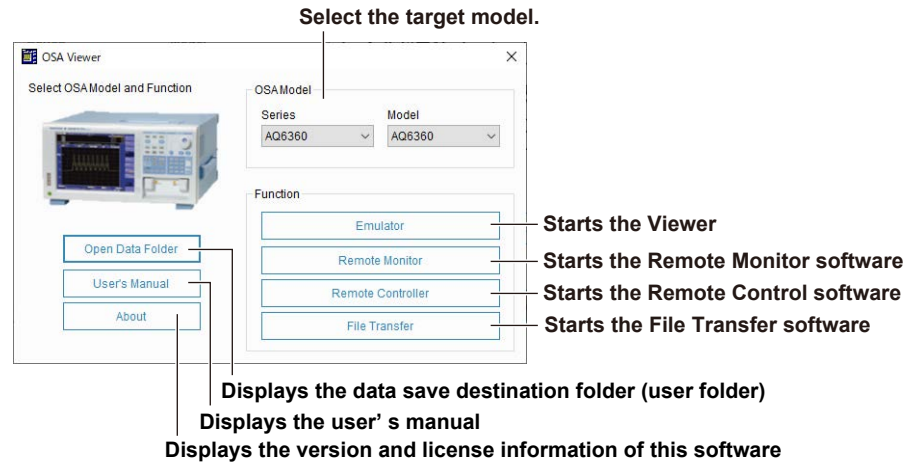 Select the target model.
OSA Viewer
Select OSA Model and Function
OSA Model
Series Model
AQ6360 AQ6360
Function
Emulator Starts the Viewer
Open Data Folder
Remote Monitor Starts the Remote Monitor software
User's Manual
Remote Controller Starts the Remote Control software
About
File Transfer Starts the File Transfer software
Displays the data save destination folder (user folder)
Displays the user’ s manual
Displays the version and license information of this software